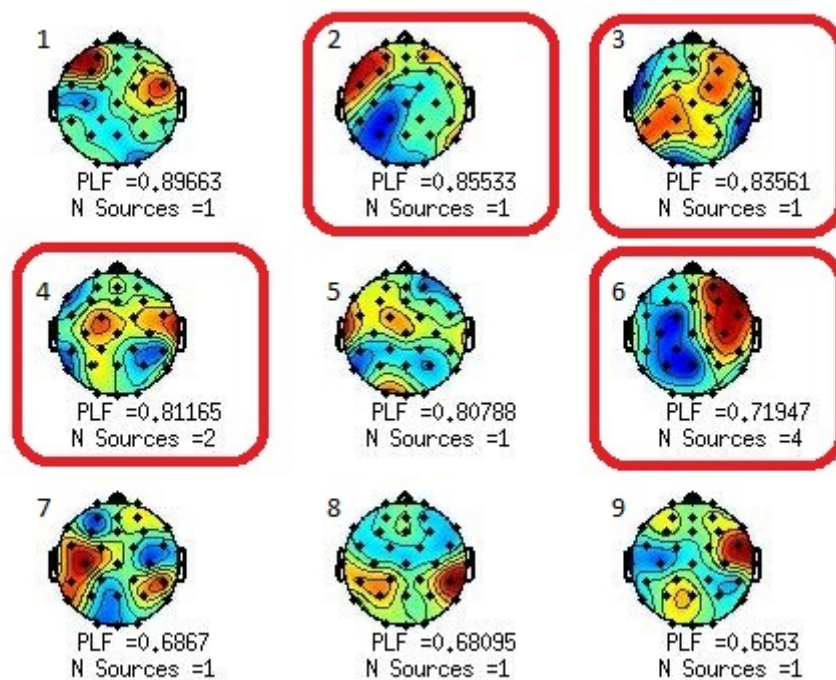 1 2 3
PLF =0.89663 PLF =0.85533 PLF =0.83561
N Sources =1 N Sources =1 N Sources =1
4 5 6
PLF =0.81165 PLF =0.80788 PLF =0.71947
N Sources =2 N Sources =1 N Sources =4
7 8 9
PLF =0.6867 PLF =0.68095 PLF =0.6653
N Sources =1 N Sources =1 N Sources =1